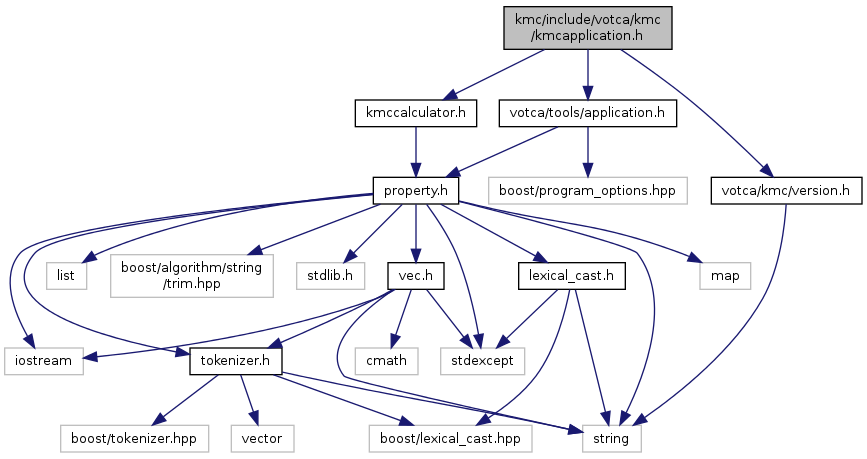 kmc/include/votca/kmc
/kmcapplication.h
kmccalculator.h
votca/tools/application.h
property.h
boost/program_options.hpp
votca/kmc/version.h
list
boost/algorithm/string
/trim.hpp
stdlib.h
vec.h
lexical_cast.h
map
iostream
tokenizer.h
cmath
stdexcept
boost/tokenizer.hpp
vector
boost/lexical_cast.hpp
string